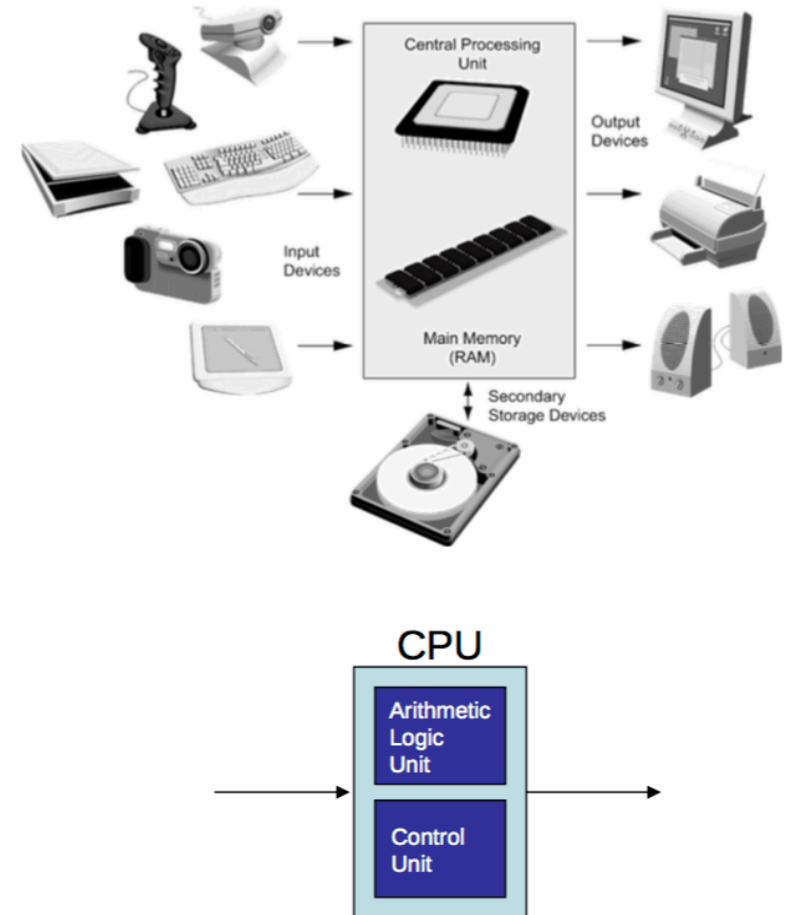 Central Processing
Unit
Output
Devices
Input
Devices
Main Memory
(RAM)
Secondary
Storage Devices
CPU
Arithmetic
Logic
Unit
Control
Unit